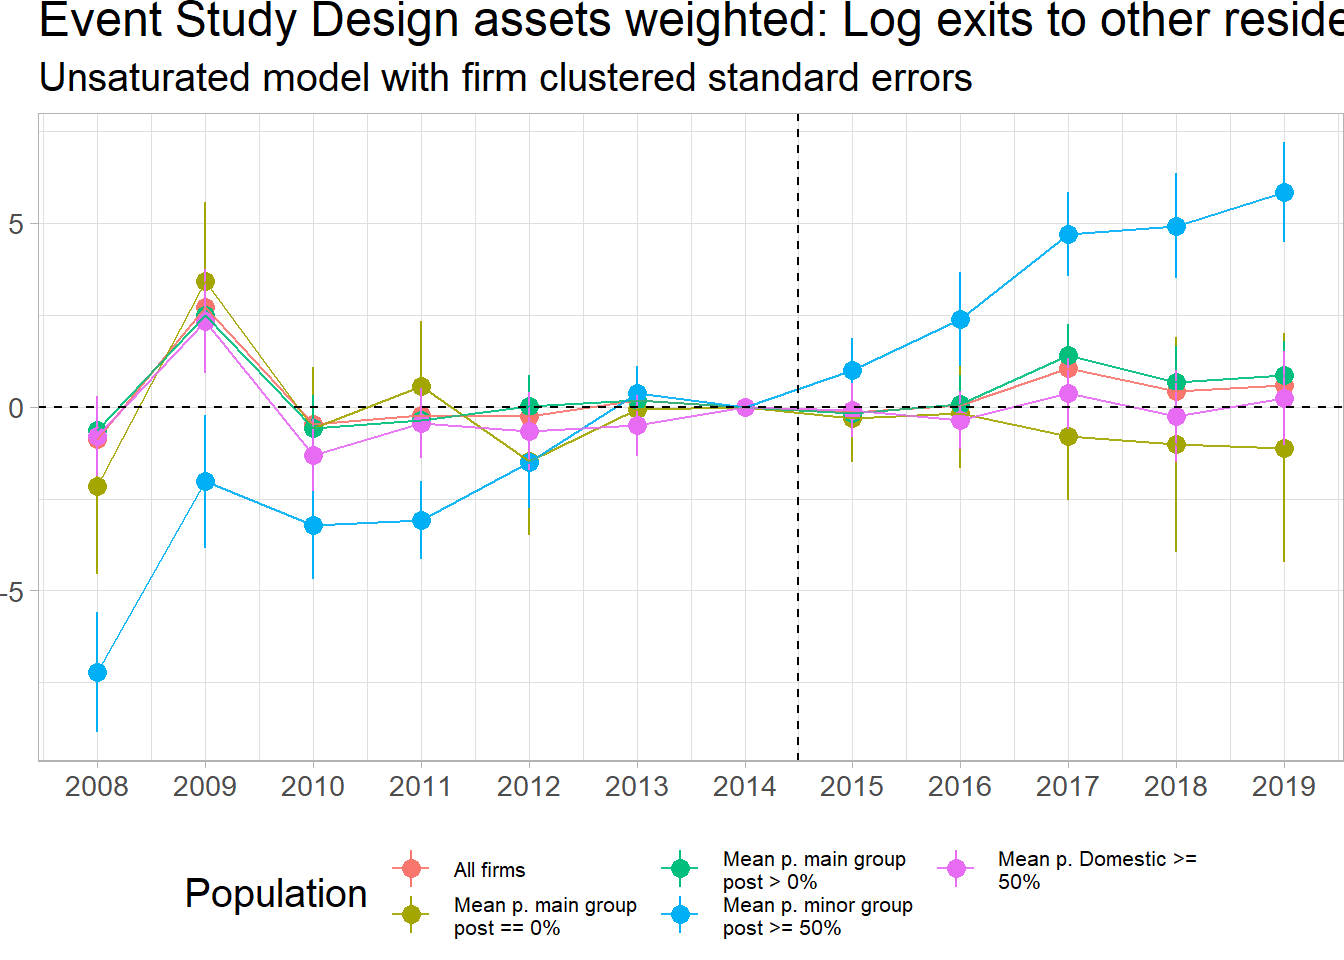 Event Study Design assets weighted: Log exits to other reside
Unsaturated model with firm clustered standard errors
5
0
-5
2008 2009 2010 2011 2012 2013 2014 2015 2016 2017 2018 2019
Population
All firms
Mean p. main group
post == 0%
Mean p. main group
post > 0%
Mean p. minor group
post >= 50%
Mean p. Domestic >=
50%